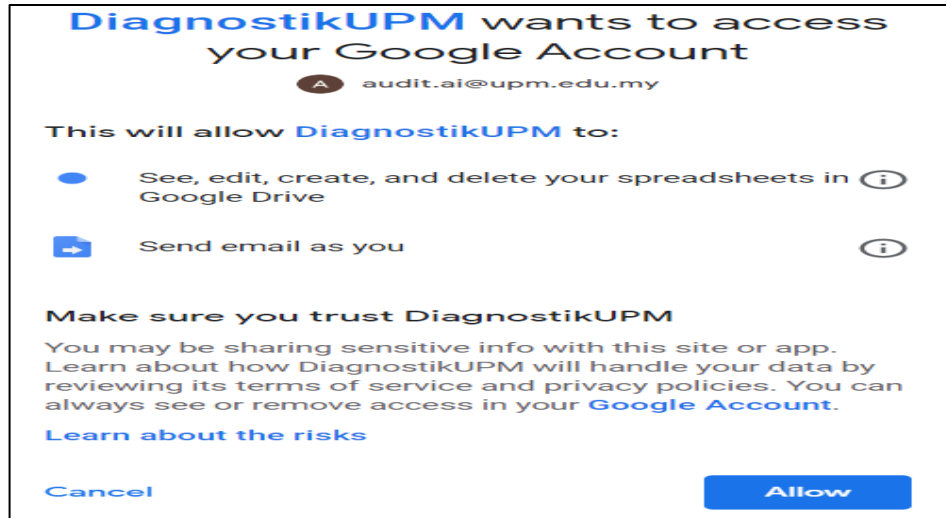 DiagnostikUPM wants to access
your Google Account
A audit.ai@upm.edu.my
This will allow DiagnostikUPM to:
See, edit, create, and delete your spreadsheets in
Google Drive
Send email as you
Make sure you trust DiagnostikUPM
You may be sharing sensitive info with this site or app.
Learn about how DiagnostikUPM will handle your data by
reviewing its terms of service and privacy policies. You can
always see or remove access in your Google Account.
Learn about the risks
Cancel
Allow